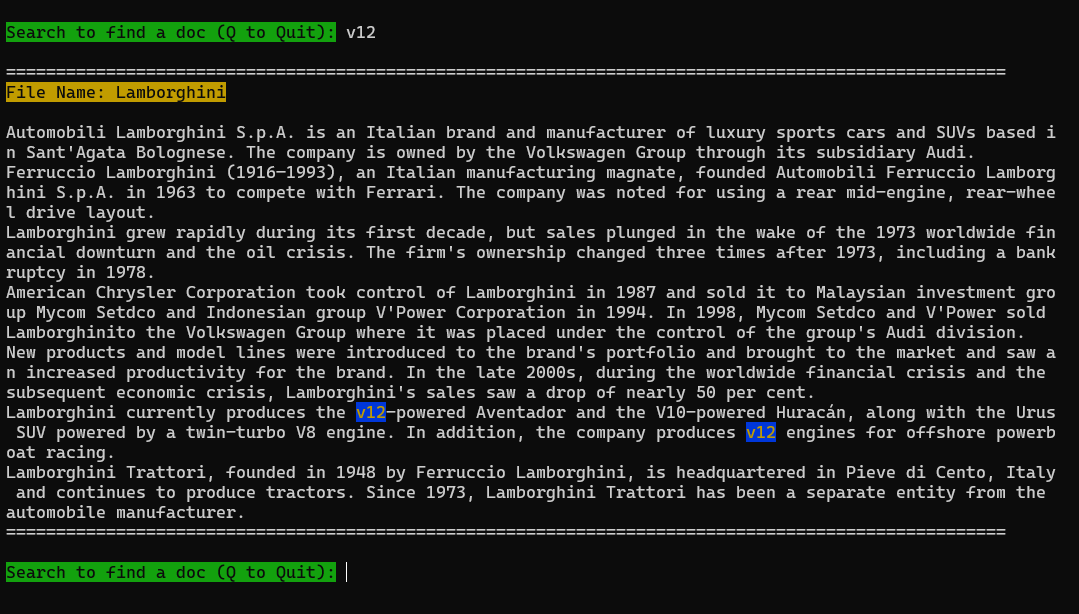 Search to find a doc (Q to Quit): v12
====================================================================================================
File Name: Lamborghini
Automobili Lamborghini S.p.A. is an Italian brand and manufacturer of luxury sports cars and SUVs based i
n Sant'Agata Bolognese. The company is owned by the Volkswagen Group through its subsidiary Audi.
Ferruccio Lamborghini (1916–1993), an Italian manufacturing magnate, founded Automobili Ferruccio Lamborg
hini S.p.A. in 1963 to compete with Ferrari. The company was noted for using a rear mid-engine, rear-whee
l drive layout.
Lamborghini grew rapidly during its first decade, but sales plunged in the wake of the 1973 worldwide fin
ancial downturn and the oil crisis. The firm's ownership changed three times after 1973, including a bank
ruptcy in 1978.
American Chrysler Corporation took control of Lamborghini in 1987 and sold it to Malaysian investment gro
up Mycom Setdco and Indonesian group V'Power Corporation in 1994. In 1998, Mycom Setdco and V'Power sold
Lamborghinito the Volkswagen Group where it was placed under the control of the group's Audi division.
New products and model lines were introduced to the brand's portfolio and brought to the market and saw a
n increased productivity for the brand. In the late 2000s, during the worldwide financial crisis and the
subsequent economic crisis, Lamborghini's sales saw a drop of nearly 50 per cent.
Lamborghini currently produces the v12-powered Aventador and the V10-powered Huracán, along with the Urus
 SUV powered by a twin-turbo V8 engine. In addition, the company produces v12 engines for offshore powerb
oat racing.
Lamborghini Trattori, founded in 1948 by Ferruccio Lamborghini, is headquartered in Pieve di Cento, Italy
 and continues to produce tractors. Since 1973, Lamborghini Trattori has been a separate entity from the
automobile manufacturer.
====================================================================================================
Search to find a doc (Q to Quit):